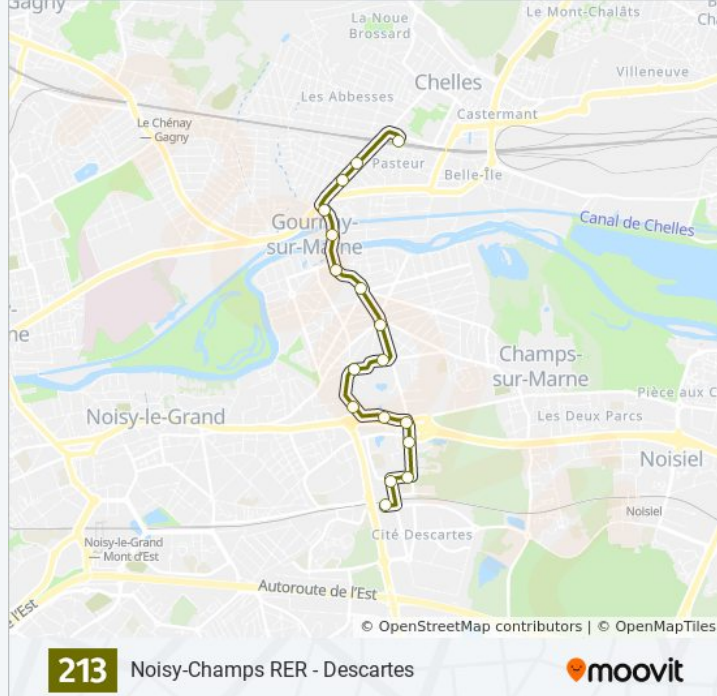 Gagny
La Noue
Brossard
Le Mont-Chalâts
Chelles
Villeneuve
Les Abbesses
Castermant
Le Chénay
— Gagny
Pasteur
Belle-Île
Gournay-
sur-Marne
Canal de Chelles
Champs-
sur-Marne
Pièce aux C
Noisy-le-Grand
Les Deux Parcs
Noisiel
Noisiel
Cité Descartes
Noisy-le-Grand
— Mont d'Est
Autoroute de l'Est
e l'Est
© OpenStreetMap contributors | © OpenMapTiles
213
Noisy-Champs RER - Descartes
moovit